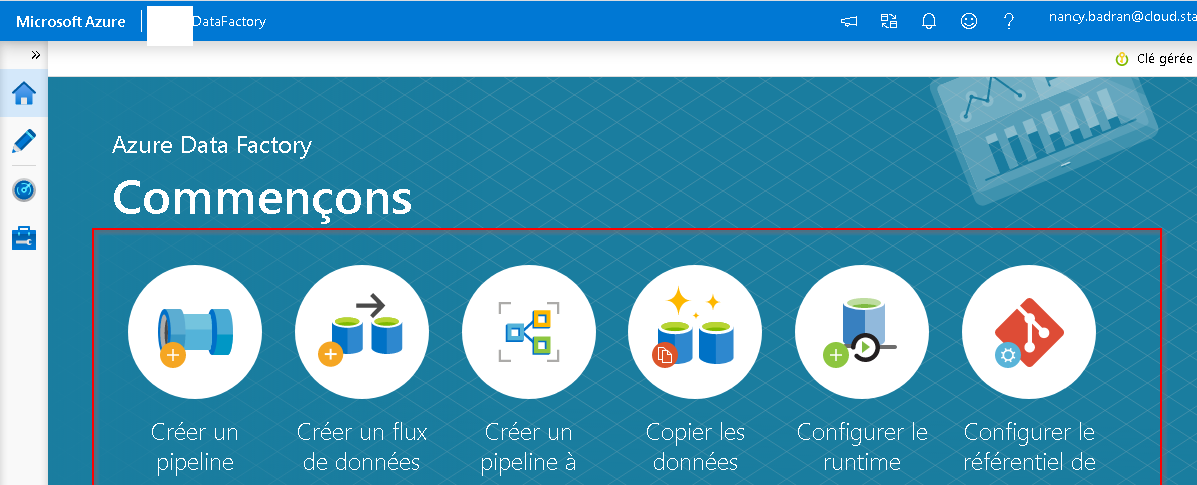 Microsoft Azure
DataFactory
nancy.badran@cloud.sta
»
Clé gérée
Azure Data Factory
Commençons
Créer un
pipeline
Créer un flux
de données
Créer un
pipeline à
Copier les
données
Configurer le
runtime
Configurer le
référentiel de